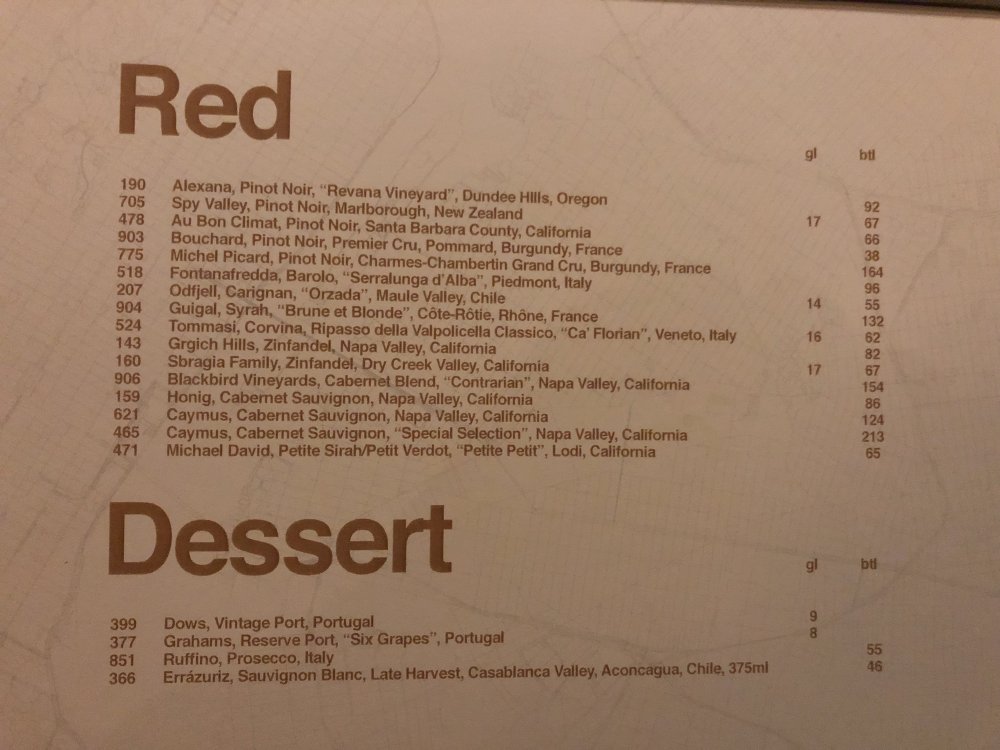 Red
gl btl
190 Alexana, Pinot Noir, “Revana Vineyard”, Dundee HIlls, Oregon 92
705 Spy Valley, Pinot Noir, Marlborough, New Zealand 17 67
478 Au Bon Climat, Pinot Noir, Santa Barbara County, California 66
903 Bouchard, Pinot Noir, Premier Cru, Pommard, Burgundy, France 38
775 Michel Picard, Pinot Noir, Charmes-Chambertin Grand Cru, Burgundy, France 164
518 Fontanafredda, Barolo, “Serralunga d’Alba”, Piedmont, Italy 96
207 Odfjell, Carignan, “Orzada”, Maule Valley, Chile 14 55
904 Guigal, Syrah, “Brune et Blonde”, Côte-Rôtie, Rhône, France 132
524 Tommasi, Corvina, Ripasso della Valpolicella Classico, “Ca’ Florian”, Veneto, Italy 16 62
143 Grgich Hills, Zinfandel, Napa Valley, California 82
160 Sbragia Family, Zinfandel, Dry Creek Valley, California 17 67
906 Blackbird Vineyards, Cabernet Blend, “Contrarian”, Napa Valley, California 154
159 Honig, Cabernet Sauvignon, Napa Valley, California 86
621 Caymus, Cabernet Sauvignon, Napa Valley, California 124
465 Caymus, Cabernet Sauvignon, “Special Selection”, Napa Valley, California 213
471 Michael David, Petite Sirah/Petit Verdot, “Petite Petit”, Lodi, California 65
Dessert
gl btl
399 Dows, Vintage Port, Portugal 9
377 Grahams, Reserve Port, “Six Grapes”, Portugal 8
851 Ruffino, Prosecco, Italy 55
366 Errázuriz, Sauvignon Blanc, Late Harvest, Casablanca Valley, Aconcagua, Chile, 375ml 46